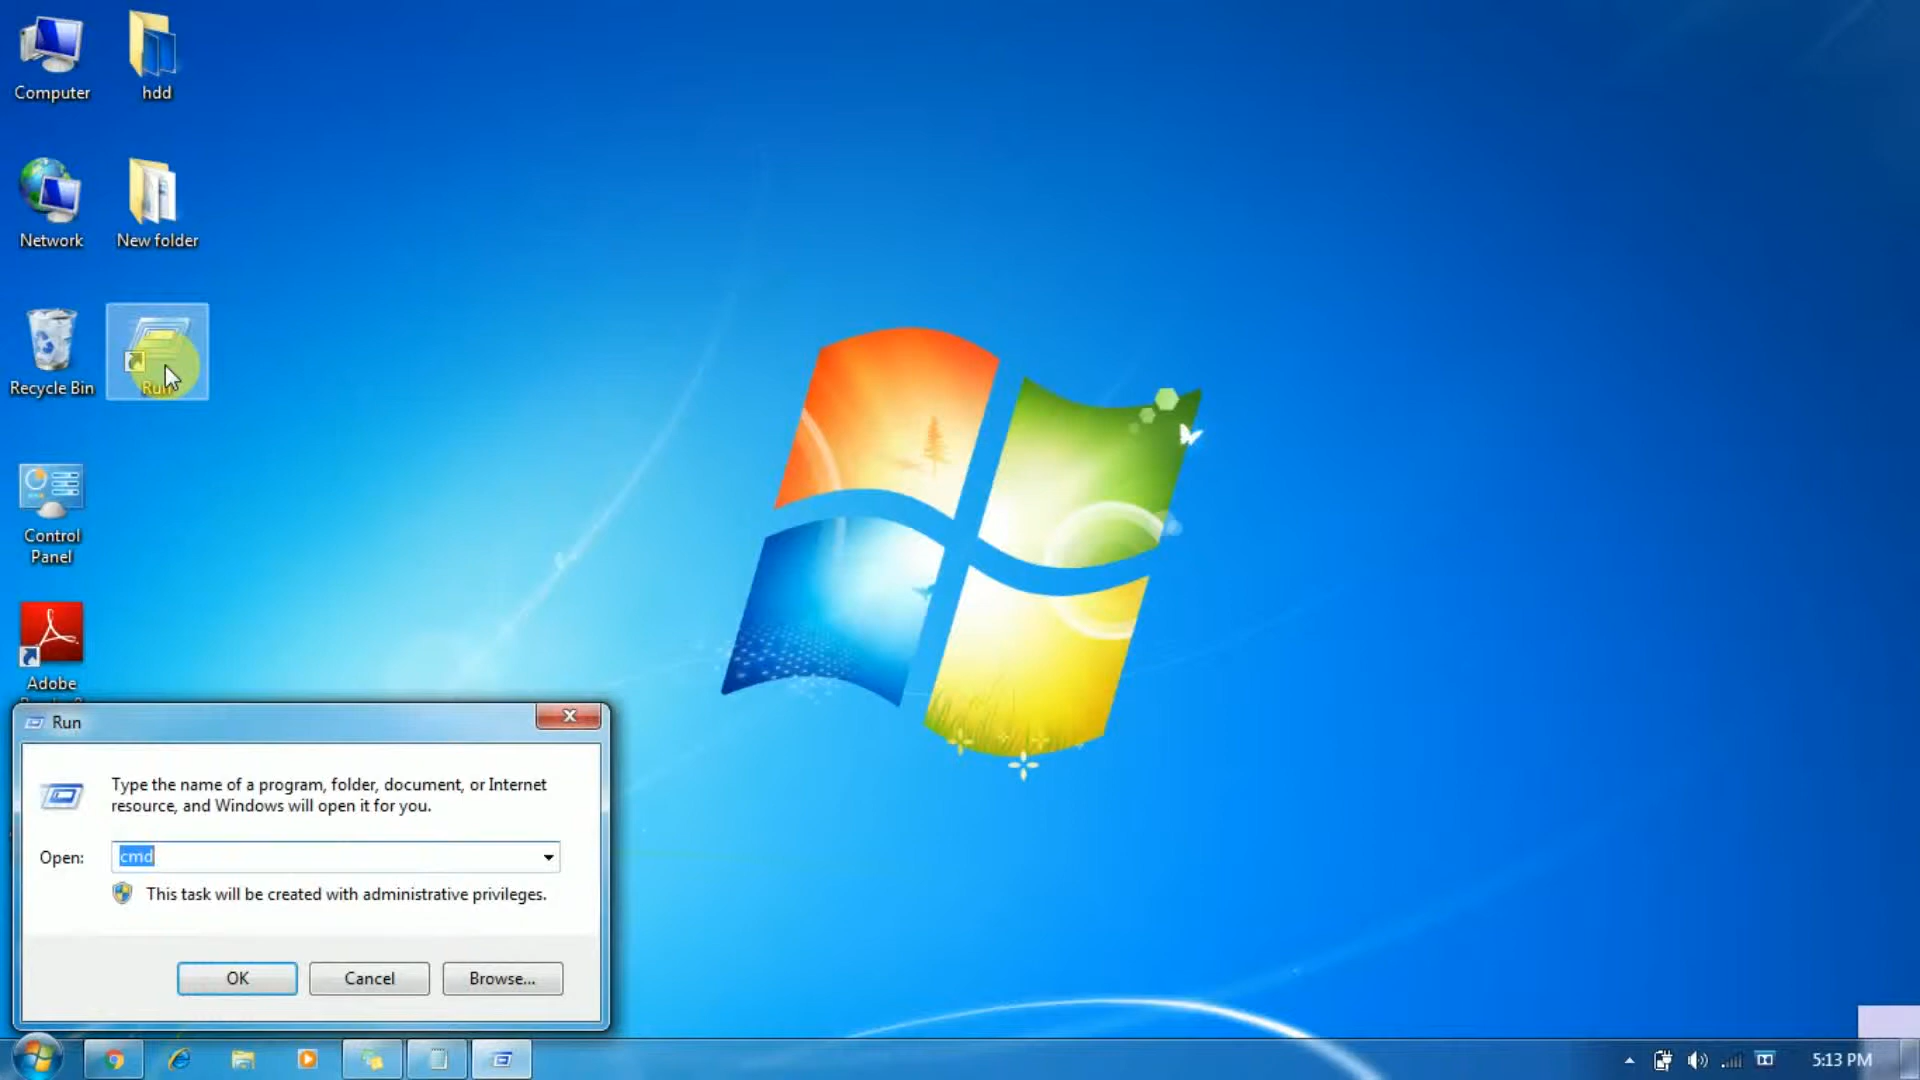 Computer
hdd
Network
New folder
Recycle Bin
Run
Control
Panel
Adobe
Run
Type the name of a program, folder, document, or Internet
resource, and Windows will open it for you.
Open:
cmd
This task will be created with administrative privileges.
OK
Cancel
Browse...
5:13 PM